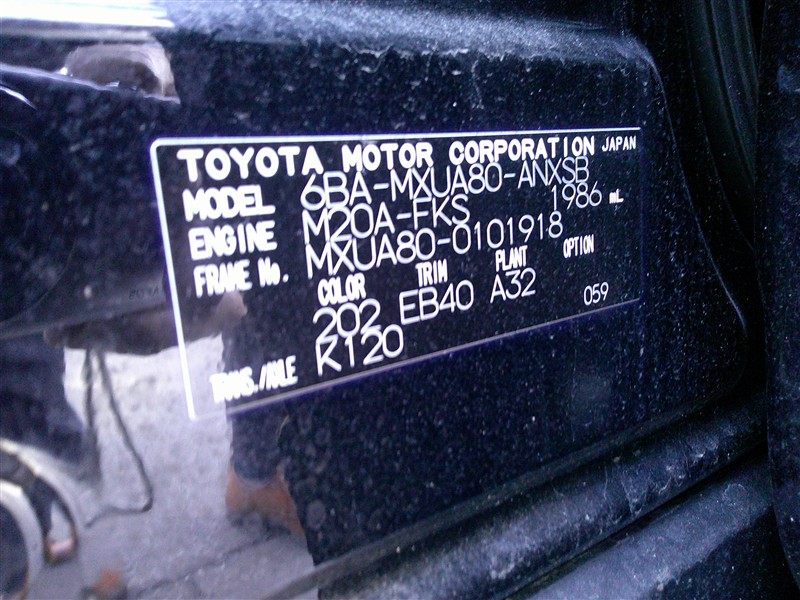 TOYOTA MOTOR CORPORATION JAPAN
MODEL 6BA-MXUA80-ANXSB
ENGINE M20A-FKS 1986 mL
FRAME No. MXUA80-0101918
COLOR TRIM PLANT OPTION
202 EB40 A32 059
TRANS./AXLE K120